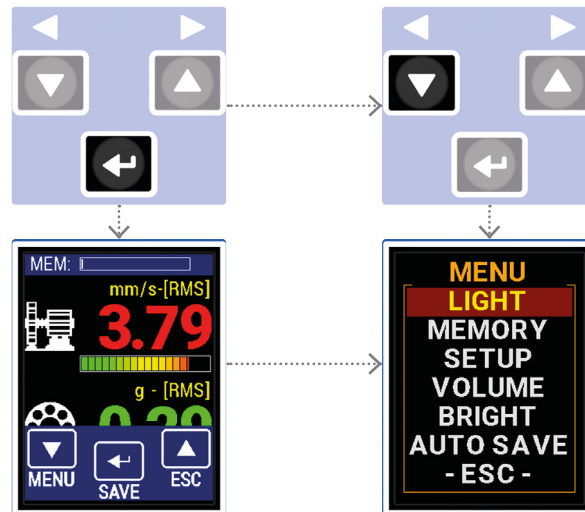 MEM:
mm/s-[RMS]
3.79
g - [RMS]
MENU
SAVE
ESC
MENU
LIGHT
MEMORY
SETUP
VOLUME
BRIGHT
AUTO SAVE
- ESC -